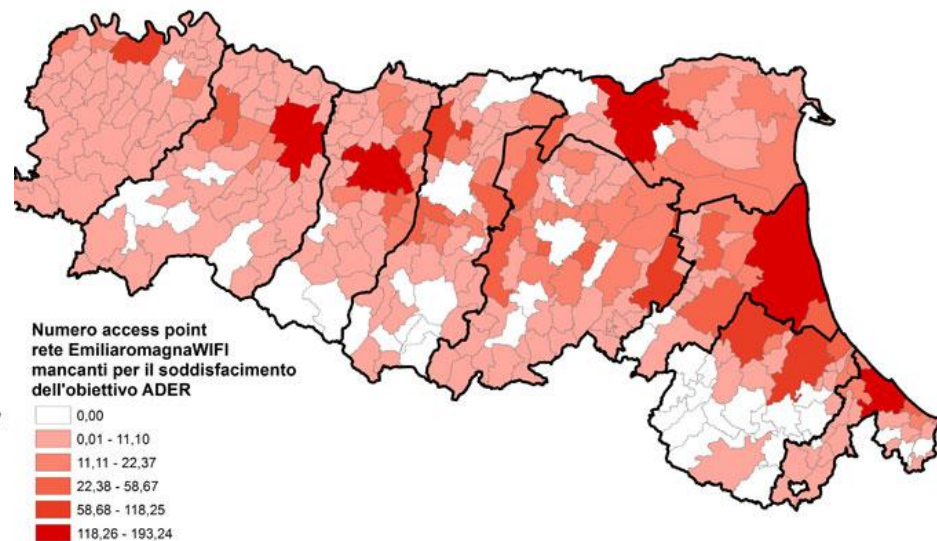 Numero access point
rete EmiliaromagnaWIFI
mancanti per il soddisfacimento
dell'obiettivo ADER
0,00
0,01 - 11,10
11,11 - 22,37
22,38 - 58,67
58,68 - 118,25
118,26 - 193,24